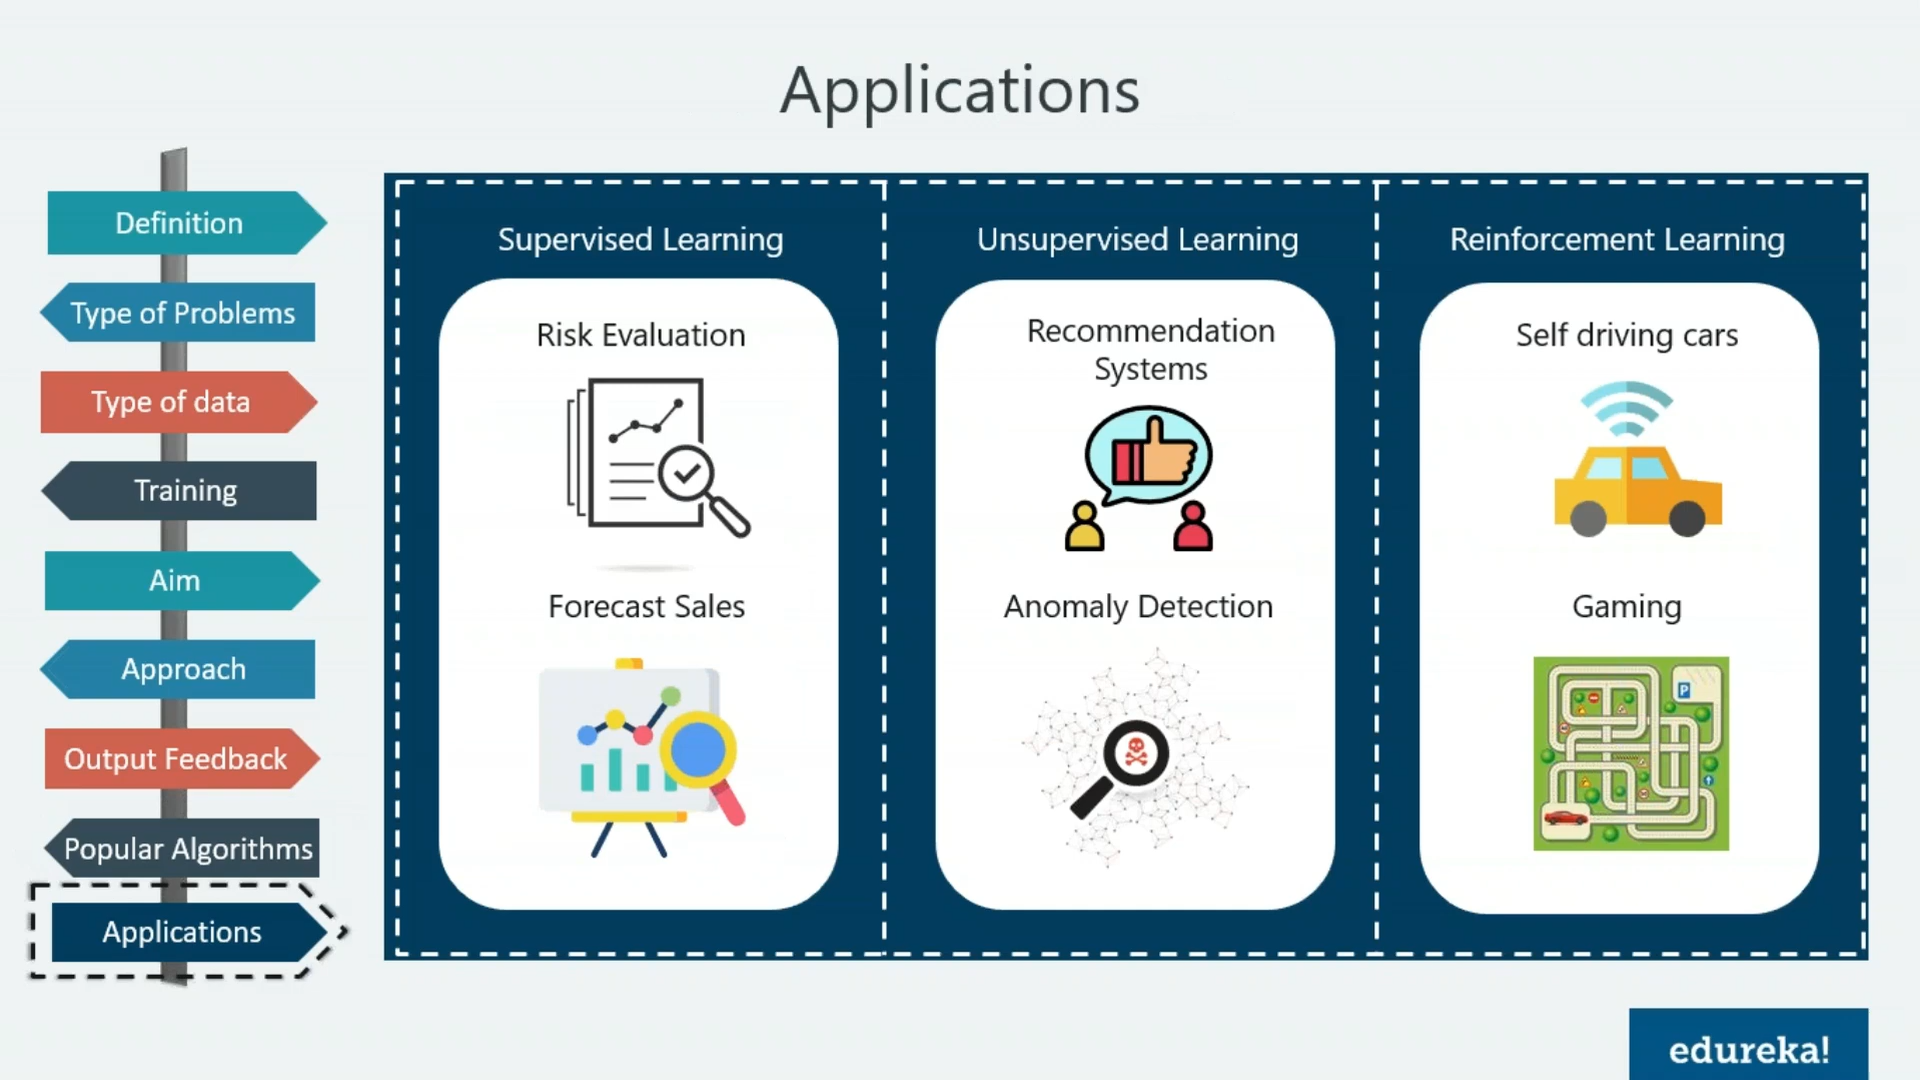 Applications
Definition
Type of Problems
Type of data
Training
Aim
Approach
Output Feedback
Popular Algorithms
Applications
Supervised Learning
Risk Evaluation
Forecast Sales
Unsupervised Learning
Recommendation
Systems
Anomaly Detection
Reinforcement Learning
Self driving cars
Gaming
P
edureka!